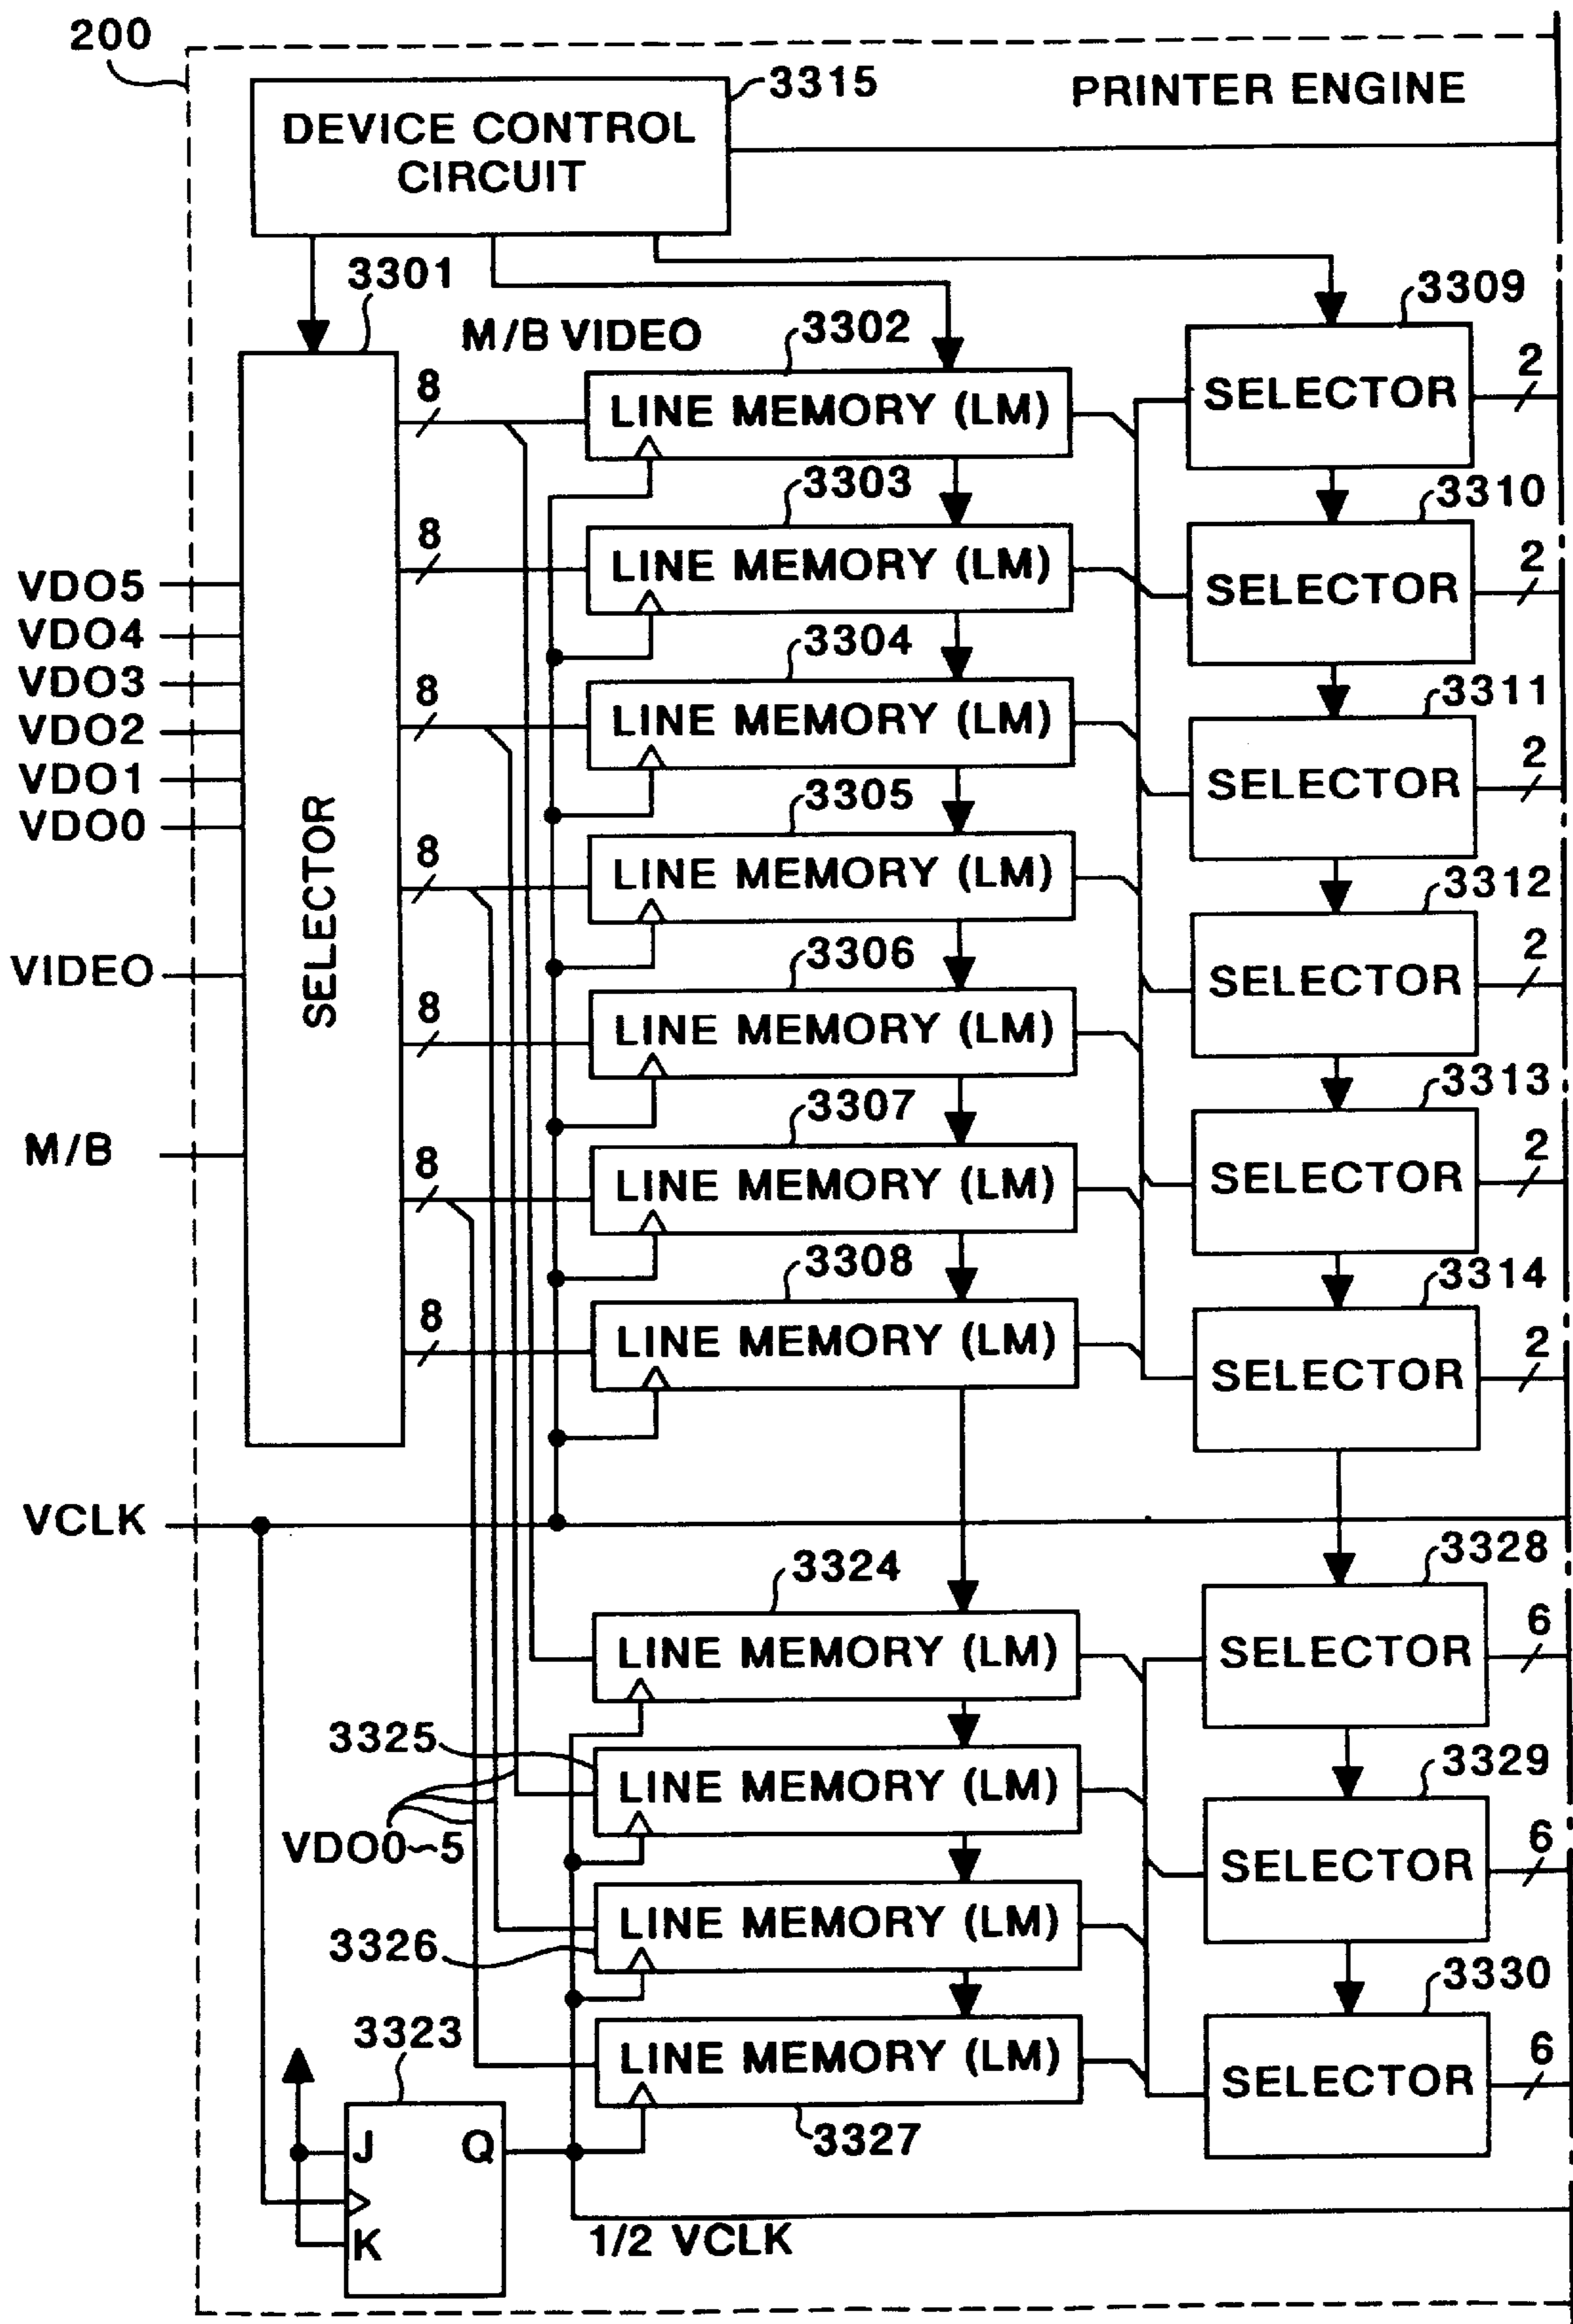 200
3315
PRINTER ENGINE
DEVICE CONTROL
CIRCUIT
3301
M/B VIDEO
3302
3309
8
LINE MEMORY (LM)
SELECTOR
2
3303
3310
8
LINE MEMORY (LM)
SELECTOR
2
VDO5
VDO4
VDO3
VDO2
VDO1
VDO0
VIDEO
M/B
SELECTOR
3304
3311
8
LINE MEMORY (LM)
SELECTOR
2
3305
3312
8
LINE MEMORY (LM)
SELECTOR
2
3306
3313
8
LINE MEMORY (LM)
SELECTOR
2
3307
3314
8
LINE MEMORY (LM)
SELECTOR
2
3308
8
LINE MEMORY (LM)
VCLK
3324
3328
LINE MEMORY (LM)
SELECTOR
6
3325
3329
LINE MEMORY (LM)
SELECTOR
6
VDO0~5
3326
LINE MEMORY (LM)
3330
3323
LINE MEMORY (LM)
SELECTOR
6
3327
J
Q
K
1/2 VCLK